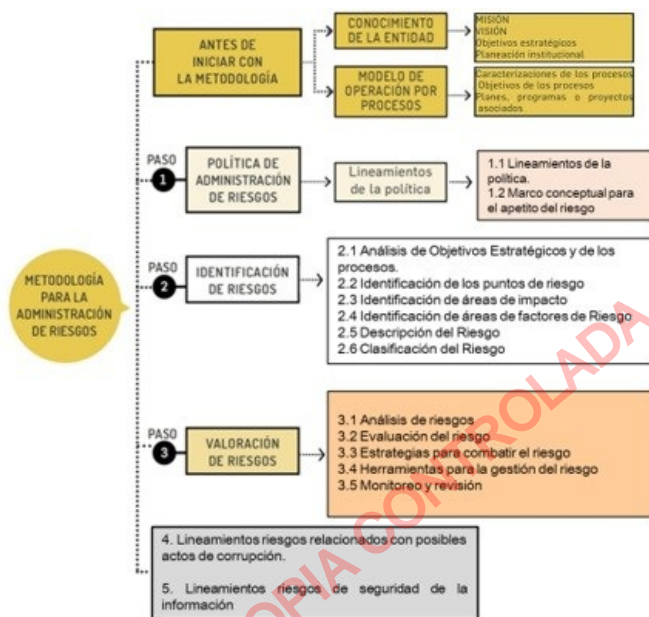 ANTES DE
INICIAR CON
LA METODOLOGÍA
CONOCIMIENTO
DE LA ENTIDAD
MISIÓN
VISIÓN
Objetivos estratégicos
Planeación institucional
MODELO DE
OPERACIÓN POR
PROCESOS
Caracterizaciones de los procesos
Objetivos de los procesos
Planes, programas o proyectos
asociados
PASO
1
POLÍTICA DE
ADMINISTRACIÓN
DE RIESGOS
Lineamientos
de la política
1.1 Lineamientos de la
política.
1.2 Marco conceptual para
el apetito del riesgo
METODOLOGÍA
PARA LA
ADMINISTRACIÓN
DE RIESGOS
PASO
2
IDENTIFICACIÓN
DE RIESGOS
2.1 Análisis de Objetivos Estratégicos y de los
procesos.
2.2 Identificación de los puntos de riesgo
2.3 Identificación de áreas de impacto
2.4 Identificación de áreas de factores de Riesgo
2.5 Descripción del Riesgo
2.6 Clasificación del Riesgo
PASO
3
VALORACIÓN
DE RIESGOS
3.1 Análisis de riesgos
3.2 Evaluación del riesgo
3.3 Estrategias para combatir el riesgo
3.4 Herramientas para la gestión del riesgo
3.5 Monitoreo y revisión
4. Lineamientos riesgos relacionados con posibles
actos de corrupción.
5. Lineamientos riesgos de seguridad de la
información
OPIA CONTROLADA